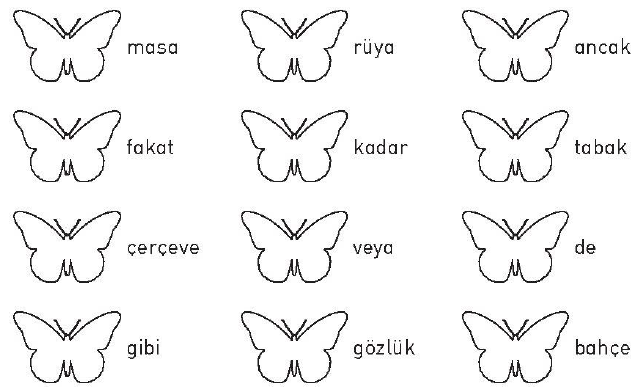 masa rüya ancak
fakat kadar tabak
çerçeve veya de
gibi gözlük bahçe